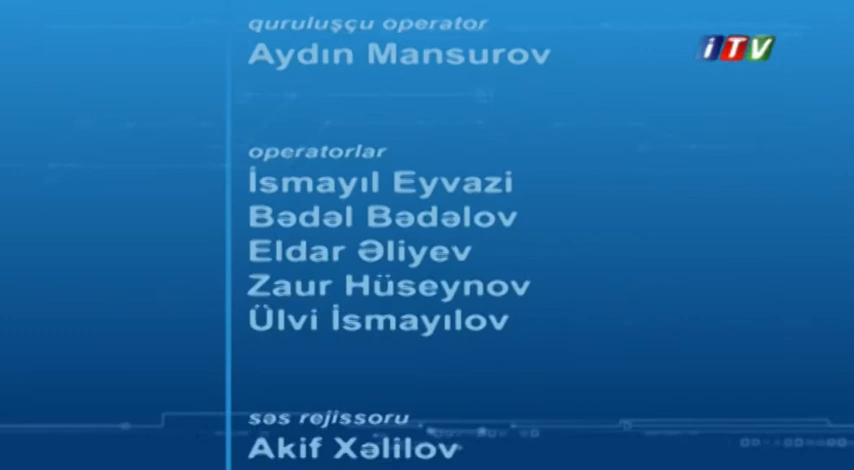 quruluşçu operator
Aydın Mansurov
iTV
operatorlar
İsmayıl Eyvazi
Bədəl Bədəlov
Eldar Əliyev
Zaur Hüseynov
Ülvi İsmayılov
səs rejissoru
Akif Xəlilov